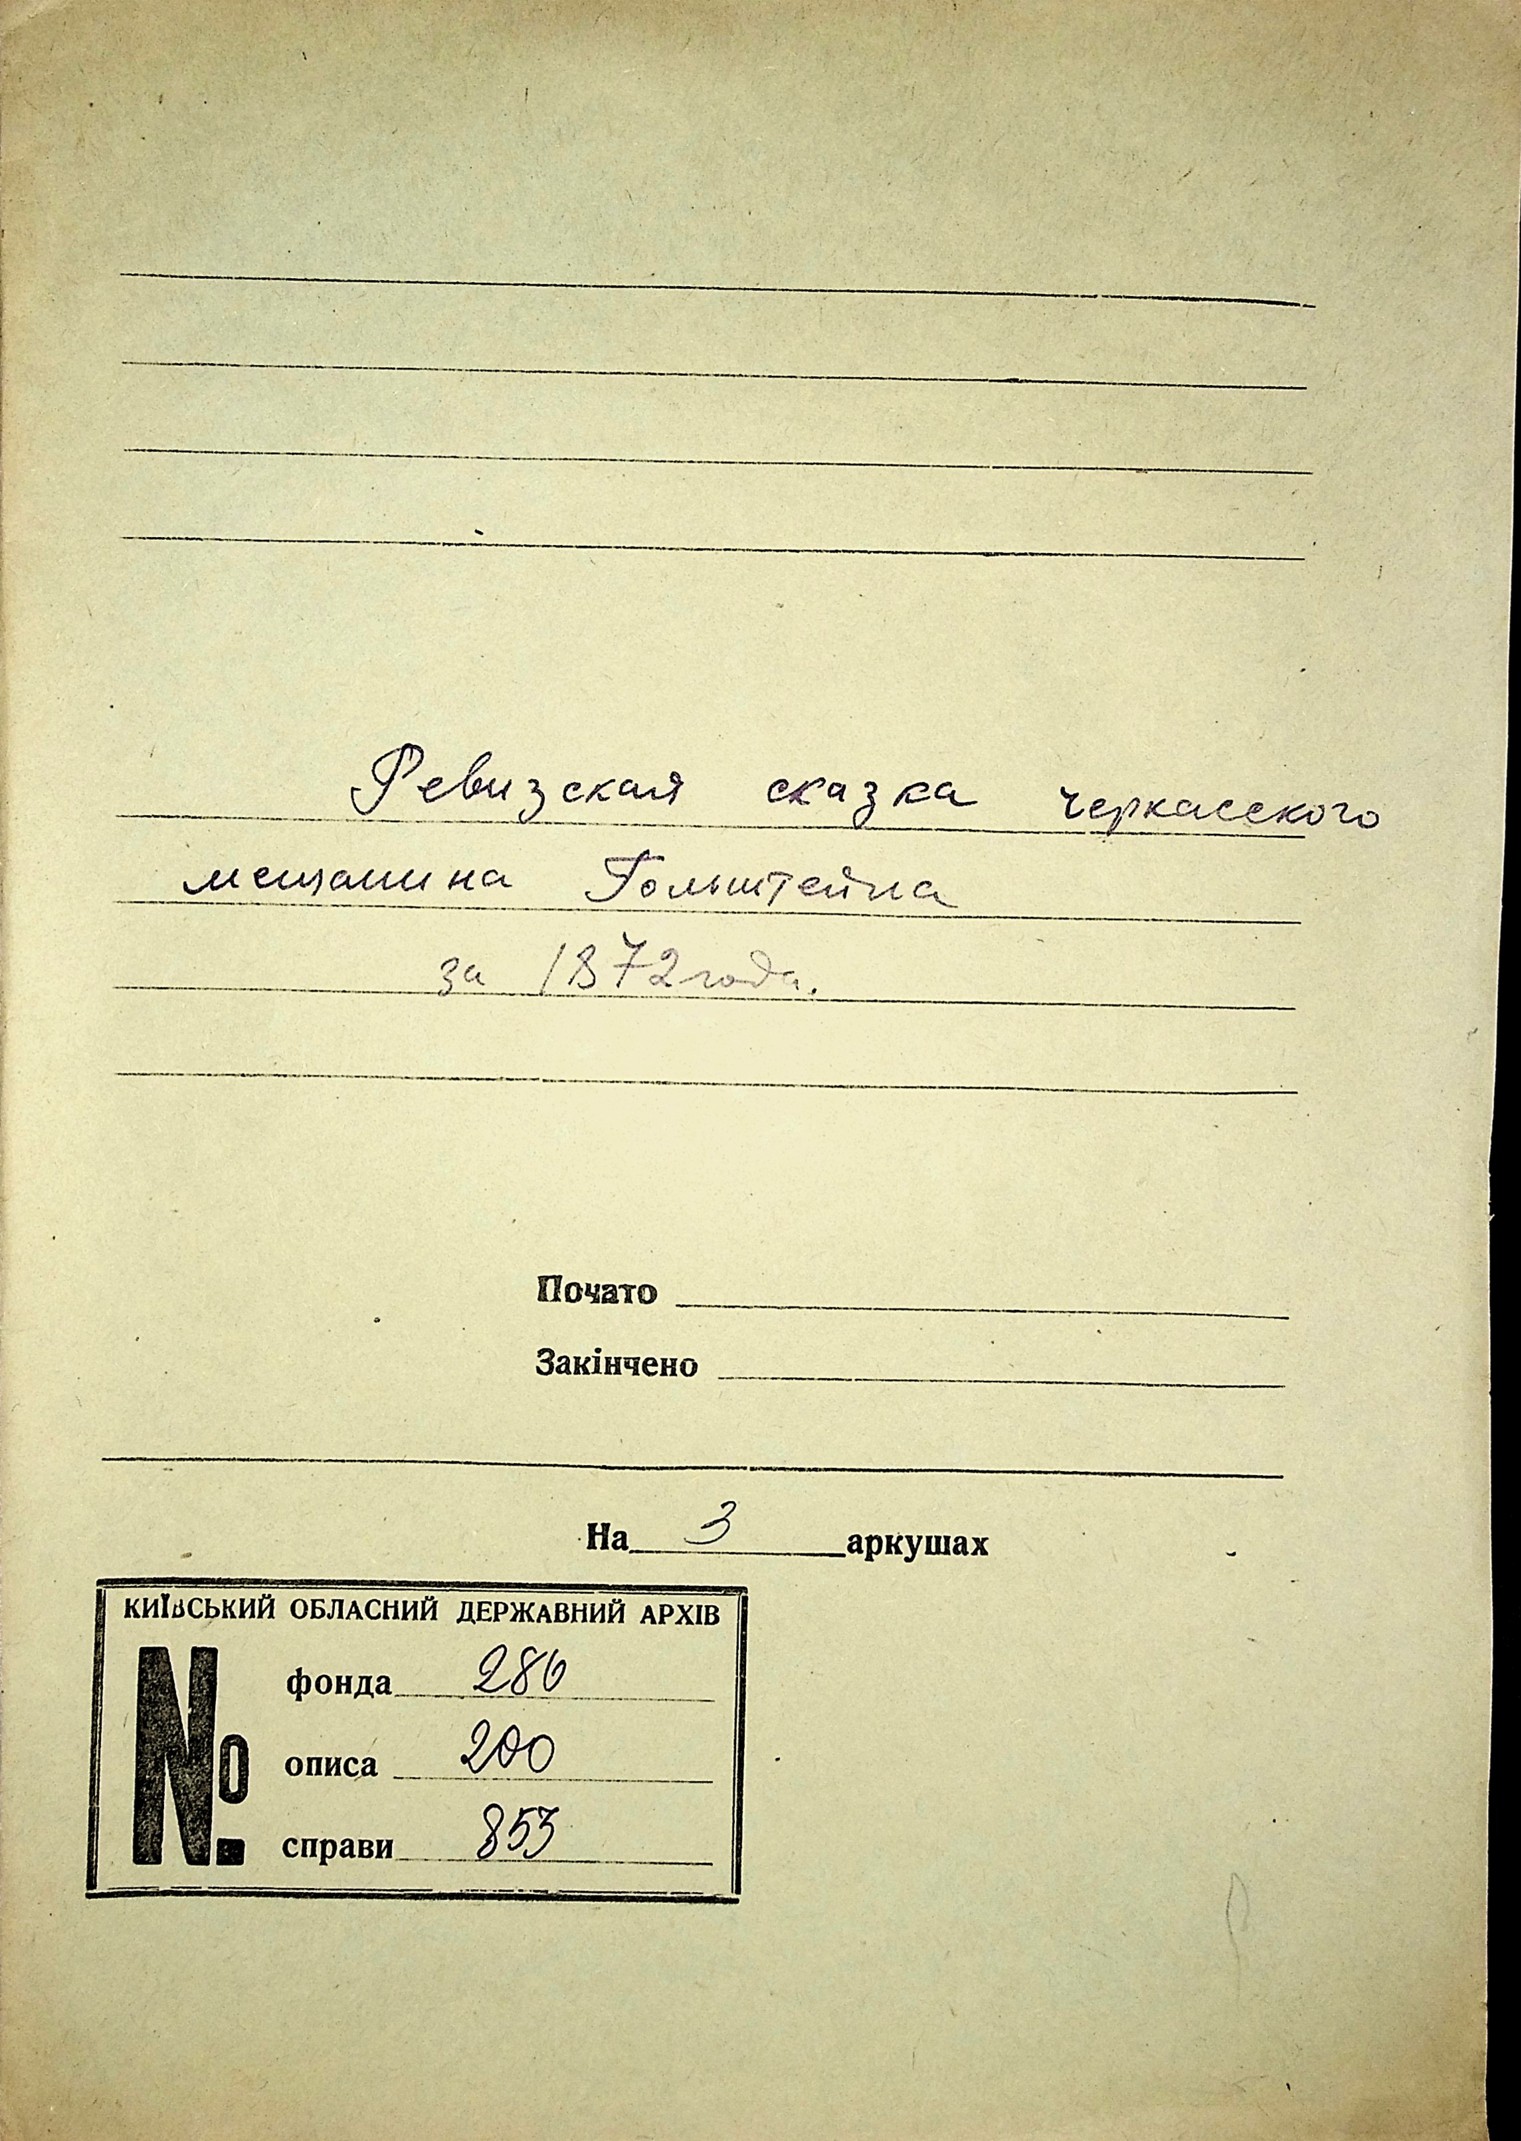 Ревизская сказка черкасского
мещанина Гольштейна
за 1872 года.
Почато
Закінчено
На 3 аркушах
КИЇВСЬКИЙ ОБЛАСНИЙ ДЕРЖАВНИЙ АРХІВ
№
фонда 280
описа 200
справи 853